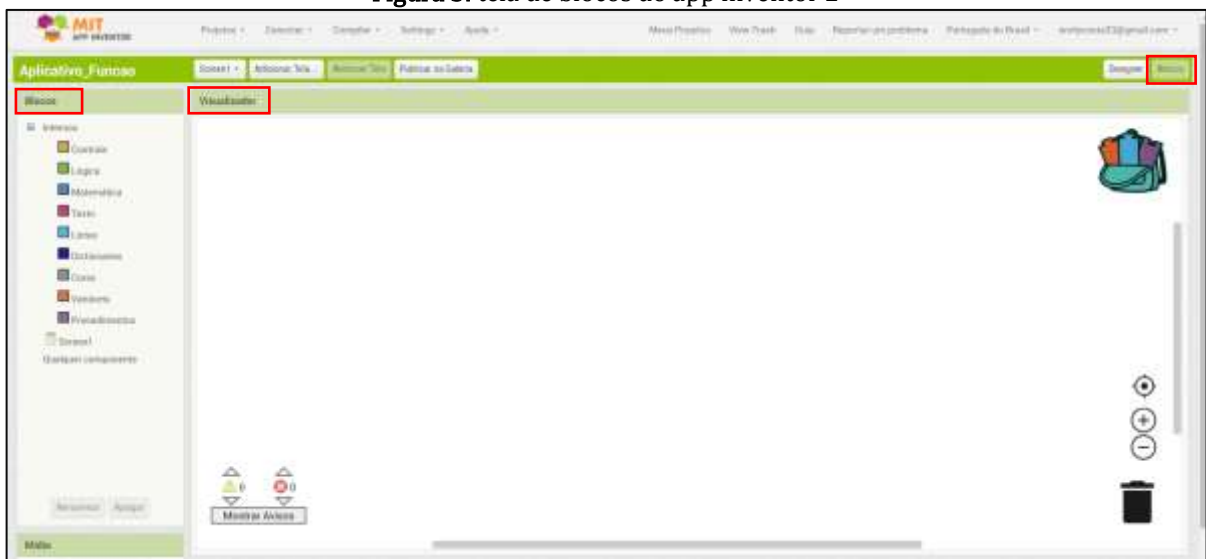 Figura 3: tela de blocos do app inventor 2
MIT
APP INVENTOR
Projetos Conectar Compilar Settings Ajuda
Meus Projetos View Trash Guia Reportar um problema Português do Brasil
Aplicativo_Funcao
Screen1 Adicionar Tela... Remover Tela Publicar na Galeria
Designer Blocos
Blocos
Visualizador
Internos
Controle
Lógica
Matemática
Texto
Listas
Dictionaries
Cores
Variáveis
Procedimentos
Screen1
Qualquer componente
0 0
Mostrar Avisos
Renomear Apagar
Mídia